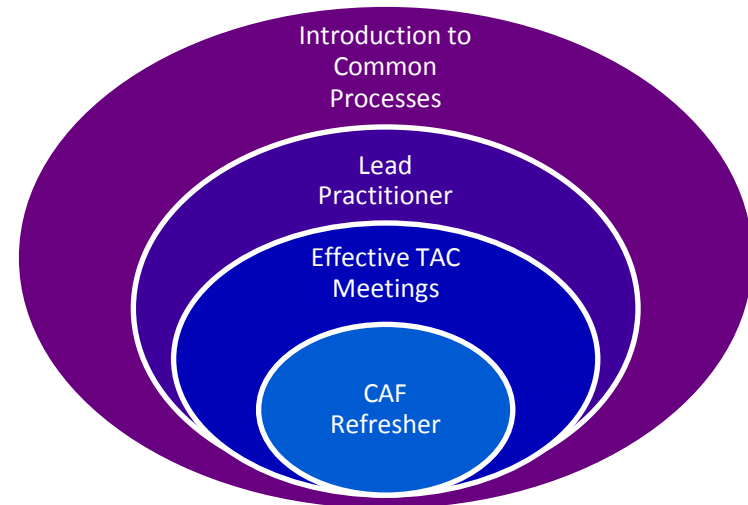 Introduction to
Common
Processes
Lead
Practitioner
Effective TAC
Meetings
CAF
Refresher